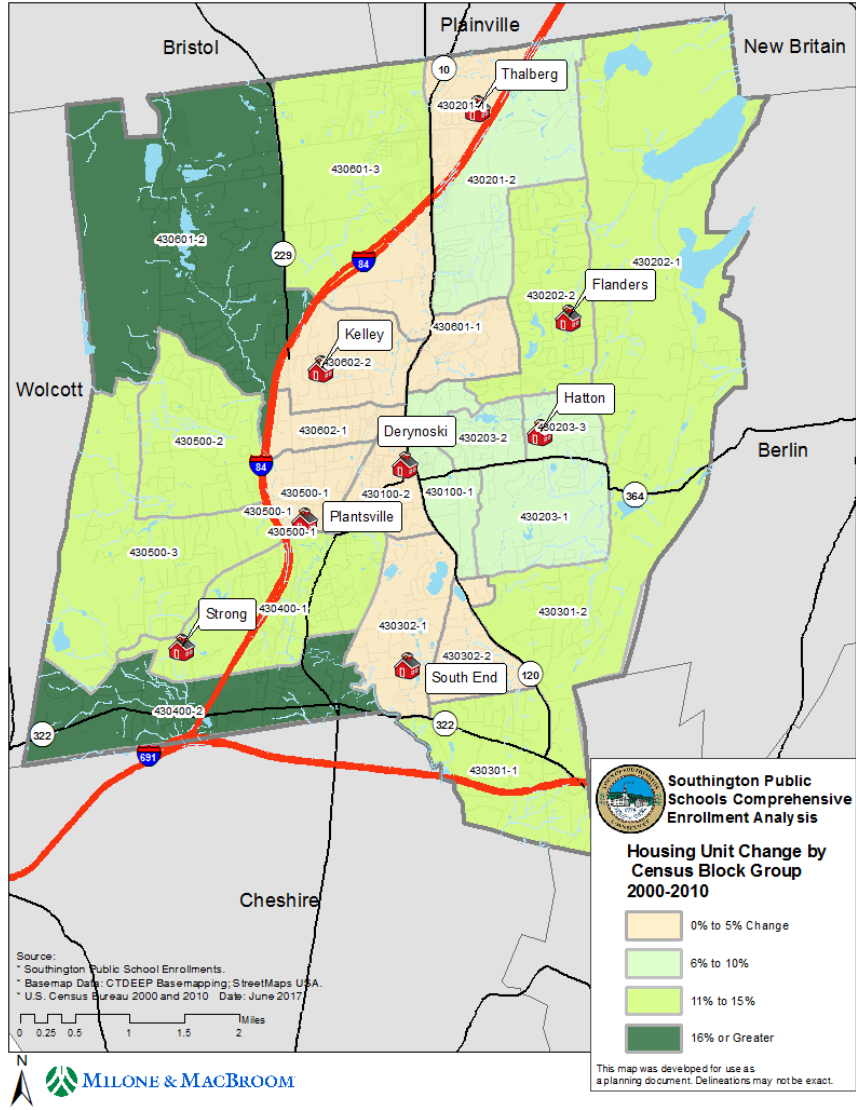 Plainville
Bristol
New Britain
10
Thalberg
430201-1
430601-3
430201-2
430601-2
229
84
430202-1
Flanders
430202-2
430601-1
Kelley
430602-2
Wolcott
Hatton
430203-3
Derynoski
430602-1
430203-2
430500-2
Berlin
84
430500-1
430100-2
430100-1
364
430500-1
Plantsville
430203-1
430500-1
430500-3
Strong
430400-1
430301-2
430302-1
430302-2
South End
120
430400-2
322
322
691
430301-1
Cheshire
TOWN OF SOUTHINGTON
1779
CONNECTICUT
Southington Public
Schools Comprehensive
Enrollment Analysis
Housing Unit Change by
Census Block Group
2000-2010
0% to 5% Change
6% to 10%
11% to 15%
16% or Greater
This map was developed for use as
a planning document. Delineations may not be exact.
Source:
* Southington Public School Enrollments.
* Basemap Data: CTDEEP Basemapping; StreetMaps USA.
* U.S. Census Bureau 2000 and 2010 Date: June 2017
Miles
0 0.25 0.5 1 1.5 2
N
MILONE & MACBROOM